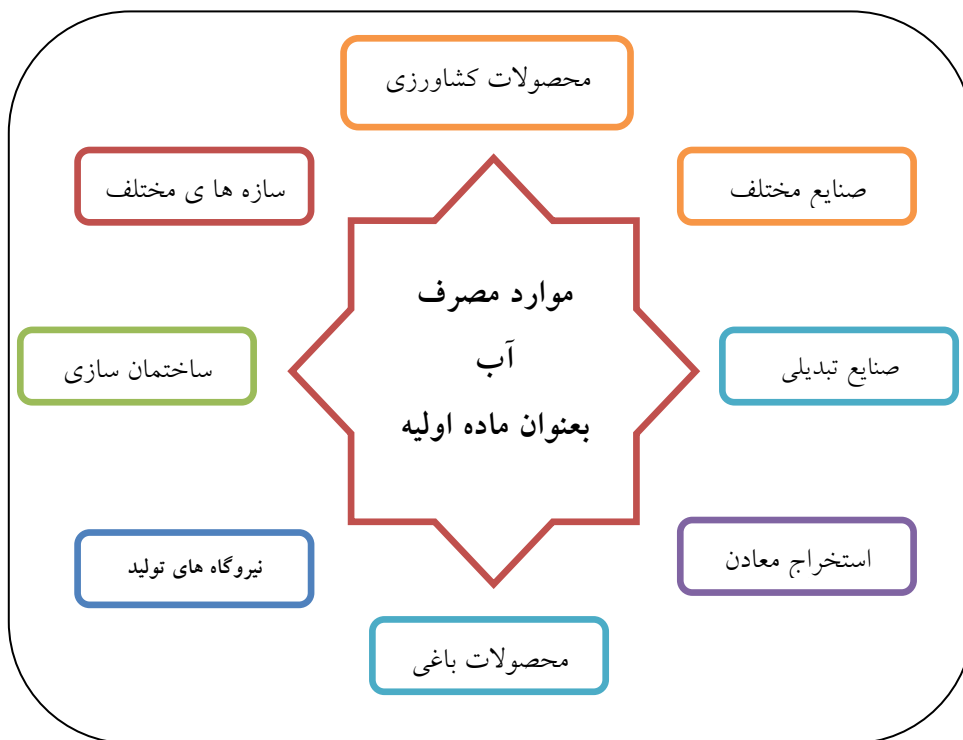 محصولات کشاورزی
صنایع مختلف
سازه ها ی مختلف
موارد مصرف
آب
بعنوان ماده اولیه
صنایع تبدیلی
ساختمان سازی
استخراج معادن
نیروگاه های تولید
محصولات باغی